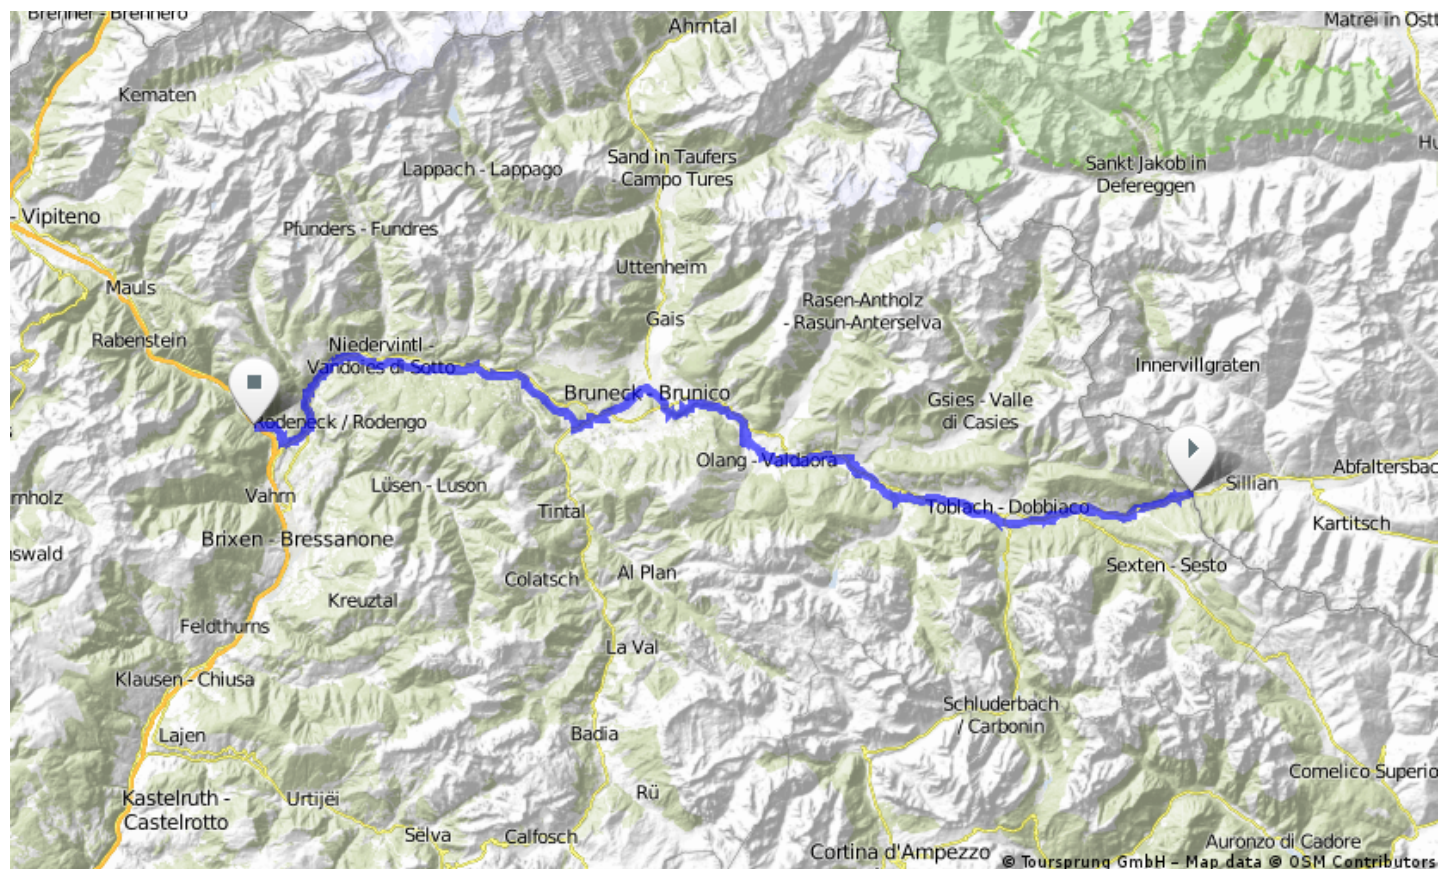 Brenner - Brennero
Ahrntal
Matrei in Ostt
Kematen
Sand in Taufers
- Campo Tures
Lappach - Lappago
Sankt Jakob in
Defereggen
Hu
- Vipiteno
Pfunders - Fundres
Uttenheim
Mauls
Rasen-Antholz
- Rasun-Anterselva
Gais
Rabenstein
Niedervintl -
Vandoies di Sotto
Innervillgraten
Bruneck - Brunico
Gsies - Valle
di Casies
Rodeneck / Rodengo
Olang - Valdaora
Abfaltersbac
Sillian
Lüsen - Luson
Vahrn
rnholz
Toblach - Dobbiaco
Tintal
Kartitsch
Brixen - Bressanone
nswald
Sexten - Sesto
Al Plan
Colatsch
Kreuztal
Feldthurns
La Val
Klausen - Chiusa
Schluderbach
/ Carbonin
Lajen
Badia
Comelico Superio
Rü
Kastelruth -
Castelrotto
Urtijëi
Sëlva
Calfosch
Auronzo di Cadore
Cortina d'Ampezzo
© Toursprung GmbH – Map data © OSM Contributors